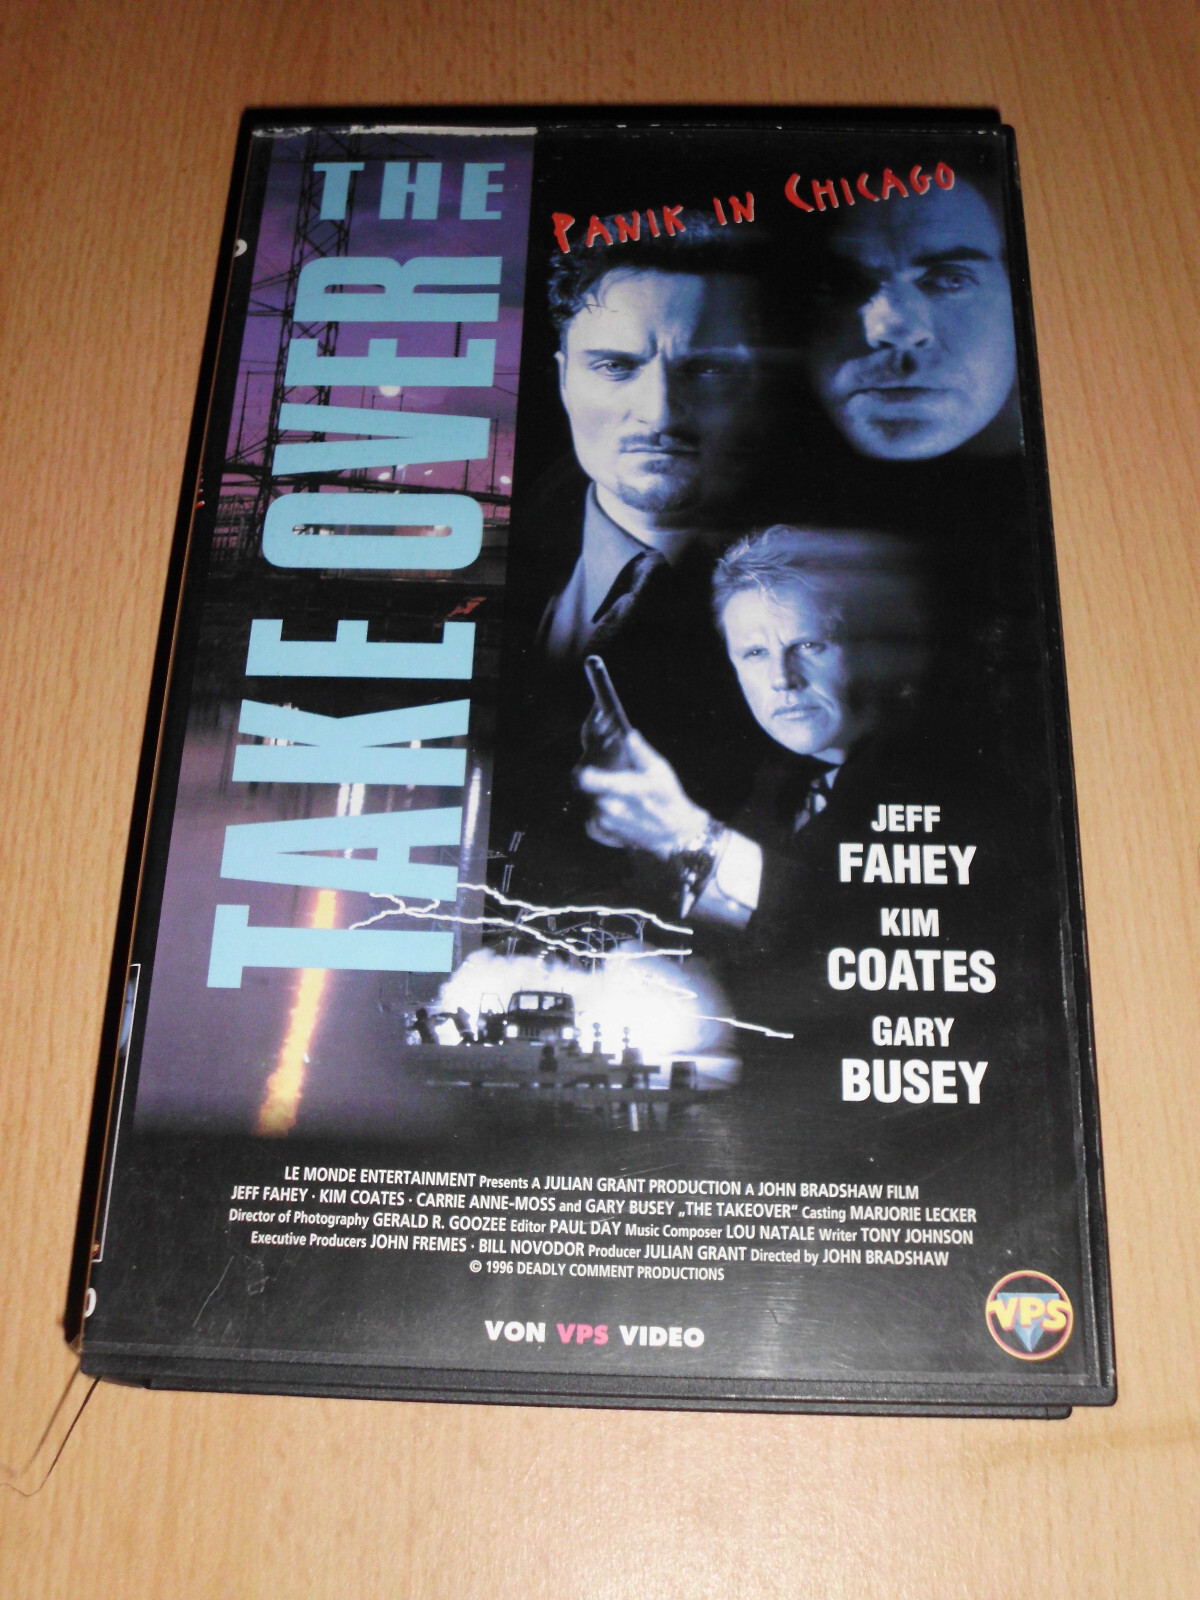 THE
TAKEOVER
PANIK IN CHICAGO
JEFF
FAHEY
KIM
COATES
GARY
BUSEY
LE MONDE ENTERTAINMENT Presents A JULIAN GRANT PRODUCTION A JOHN BRADSHAW FILM
JEFF FAHEY · KIM COATES · CARRIE ANNE-MOSS and GARY BUSEY „THE TAKEOVER“ Casting MARJORIE LECKER
Director of Photography GERALD R. GOOZEE Editor PAUL DAY Music Composer LOU NATALE Writer TONY JOHNSON
Executive Producers JOHN FREMES · BILL NOVODOR Producer JULIAN GRANT Directed by JOHN BRADSHAW
© 1996 DEADLY COMMENT PRODUCTIONS
VON VPS VIDEO
VPS